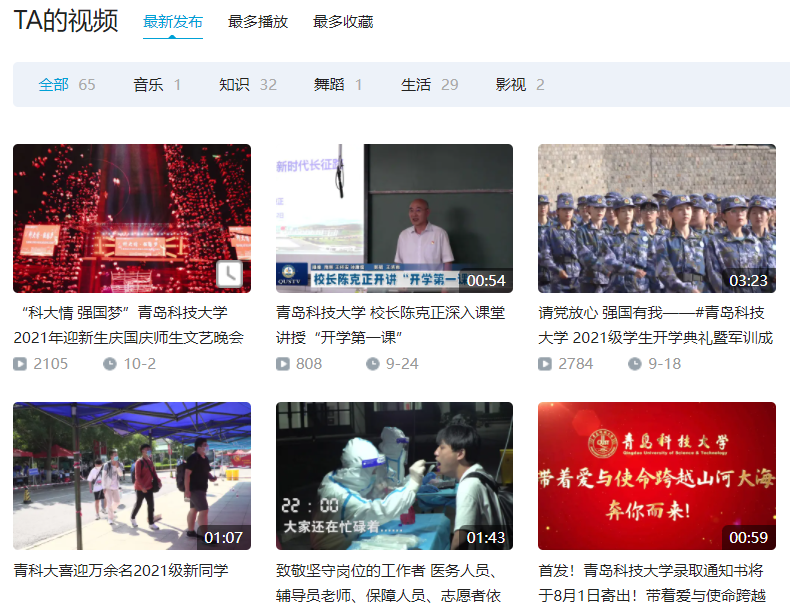 TA的视频 最新发布 最多播放 最多收藏
全部 65 音乐 1 知识 32 舞蹈 1 生活 29 影视 2
新时代长征路
QUSTTV
校长陈克正开讲 “开学第一课
00:54
03:23
“科大情 强国梦”青岛科技大学
2021年迎新生庆国庆师生文艺晚会
2105 10-2
青岛科技大学 校长陈克正深入课堂
讲授“开学第一课”
808 9-24
请党放心 强国有我——#青岛科技
大学 2021级学生开学典礼暨军训成
2784 9-18
01:07
22：00
大家还在忙碌着......
01:43
青岛科技大学
Qingdao University of Science & Technology
带着爱与使命跨越山河大海
奔你而来!
00:59
青科大喜迎万余名2021级新同学
致敬坚守岗位的工作者 医务人员、
辅导员老师、保障人员、志愿者依
首发！青岛科技大学录取通知书将
于8月1日寄出！带着爱与使命跨越